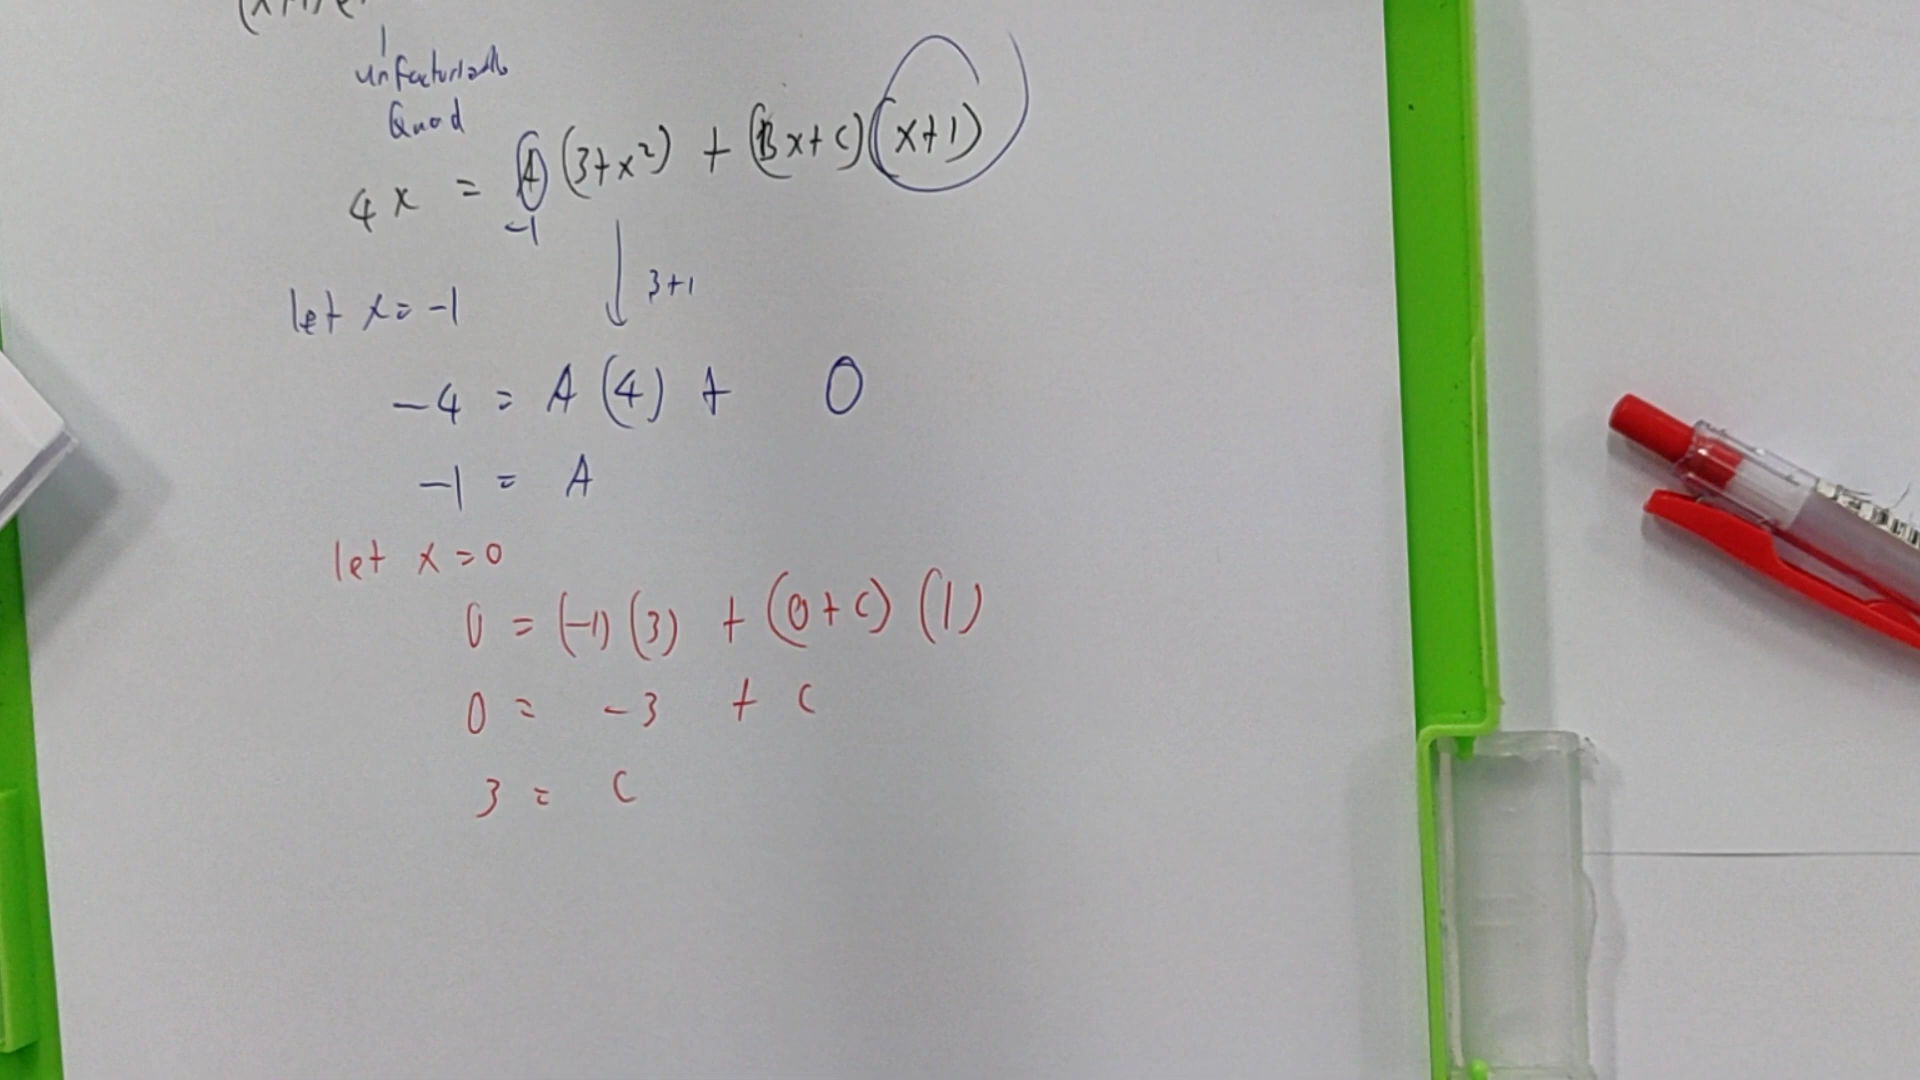 unfactorizable
Quad
4x = A(3+x²) + (Bx+C)(x+1)
-1
3+1
let x=-1
-4 = A(4) + 0
-1 = A
let x=0
0 = (-1)(3) + (0+C)(1)
0 = -3 + C
3 = C